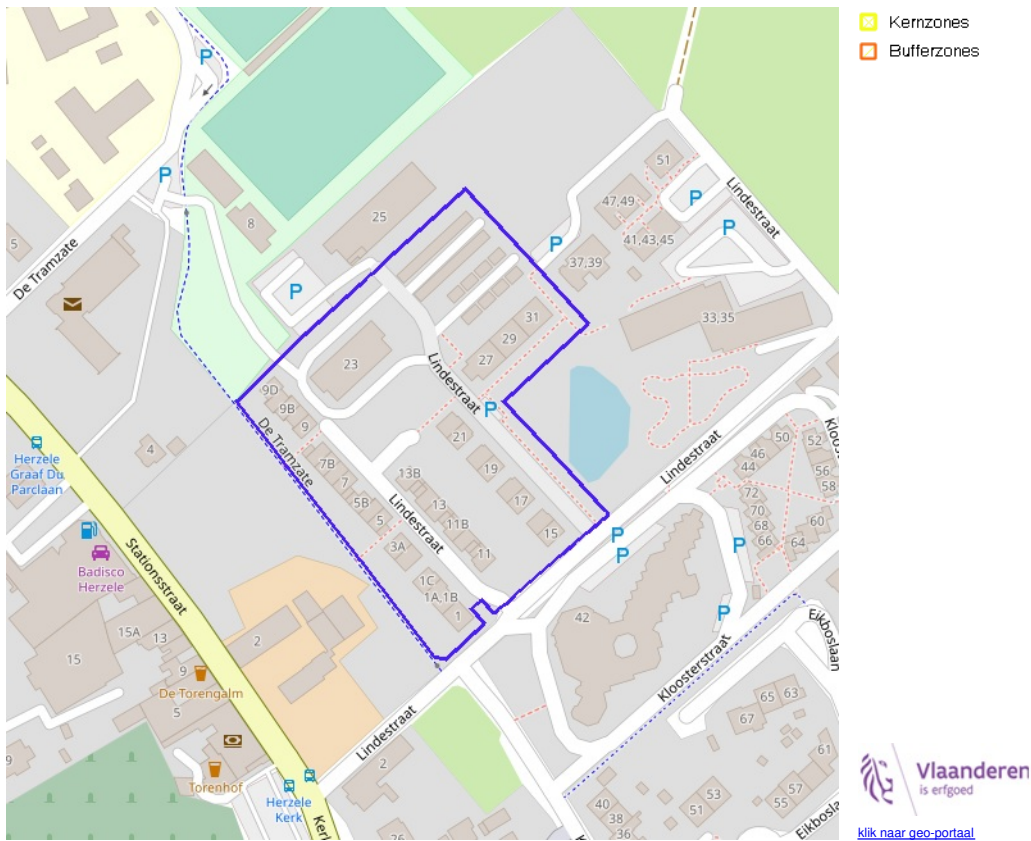 Kernzones
Bufferzones
P
P
51
Lindestraat
47,49
P
25
8
P
5
De Tramzate
41,43,45
P
37,39
P
33,35
31
29
27
23
Lindestraat
P
9D
9B
9
De Tramzate
21
7B
7
13B
19
5B
5
13
11B
17
15
11
3A
Lindestraat
4
Herzele
Graaf Du
Parclaan
Badisco
Herzele
Stationsstraat
1C
1A,1B
1
Lindestraat
P
P
P
P
50
52
46
44
56
58
72
70
68
66
60
64
Kloo
42
Eikboslaan
Kloosterstraat
15A
13
15
9
De Torengalm
5
2
Torenhof
Herzele
Kerk
Kerk
Lindestraat
2
26
65
63
67
61
57
55
53
51
40
38
36
K
Eikboslaan
9
Vlaanderen
is erfgoed
klik naar geo-portaal